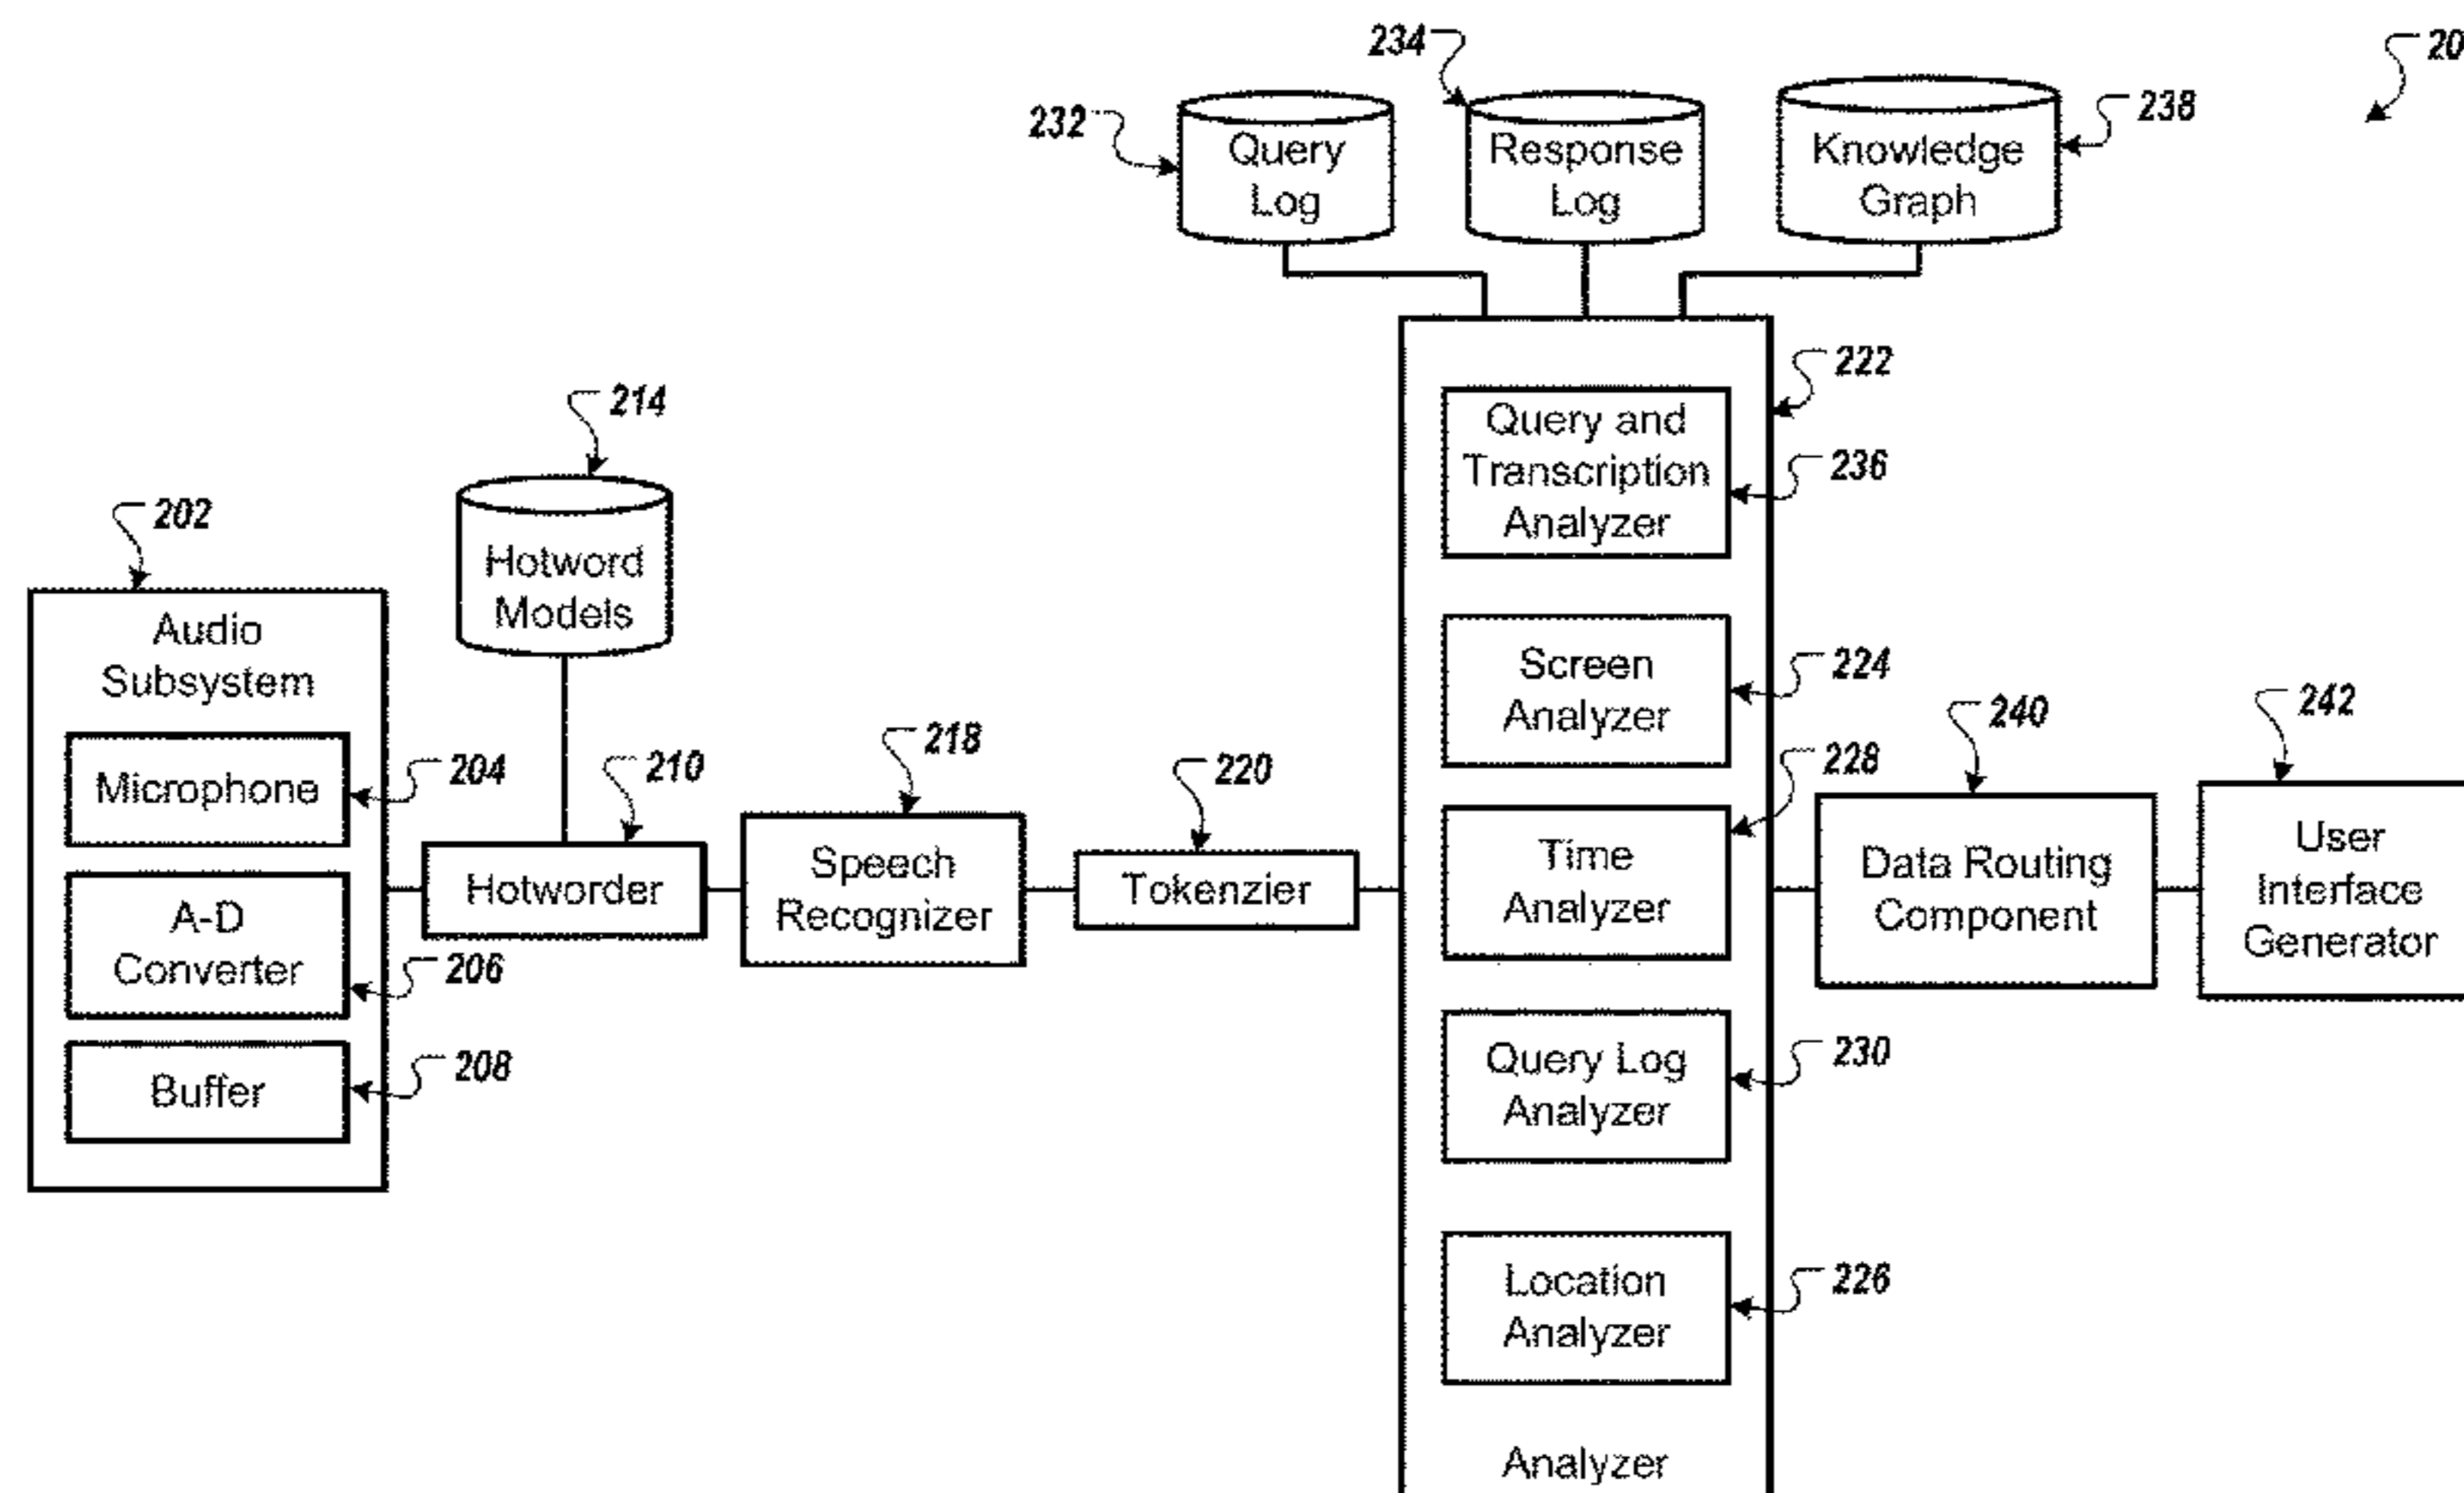 20
234
232
238
Query
Log
Response
Log
Knowledge
Graph
222
214
Query and
Transcription
Analyzer
236
202
Hotword
Models
Audio
Subsystem
Screen
Analyzer
224
Microphone
204
210
218
220
228
240
242
A-D
Converter
206
Hotworder
Speech
Recognizer
Tokenzier
Time
Analyzer
Data Routing
Component
User
Interface
Generator
Buffer
208
Query Log
Analyzer
230
Location
Analyzer
226
Analyzer